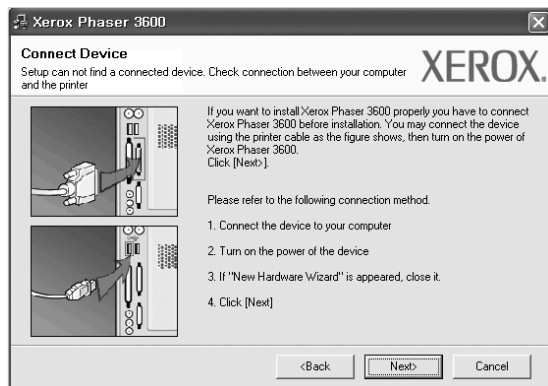 Xerox Phaser 3600
Connect Device
Setup can not find a connected device. Check connection between your computer
and the printer
XEROX.
If you want to install Xerox Phaser 3600 properly you have to connect
Xerox Phaser 3600 before installation. You may connect the device
using the printer cable as the figure shows, then turn on the power of
Xerox Phaser 3600.
Click [Next>].
Please refer to the following connection method.
1. Connect the device to your computer
2. Turn on the power of the device
3. If "New Hardware Wizard" is appeared, close it.
4. Click [Next]
<Back
Next>
Cancel